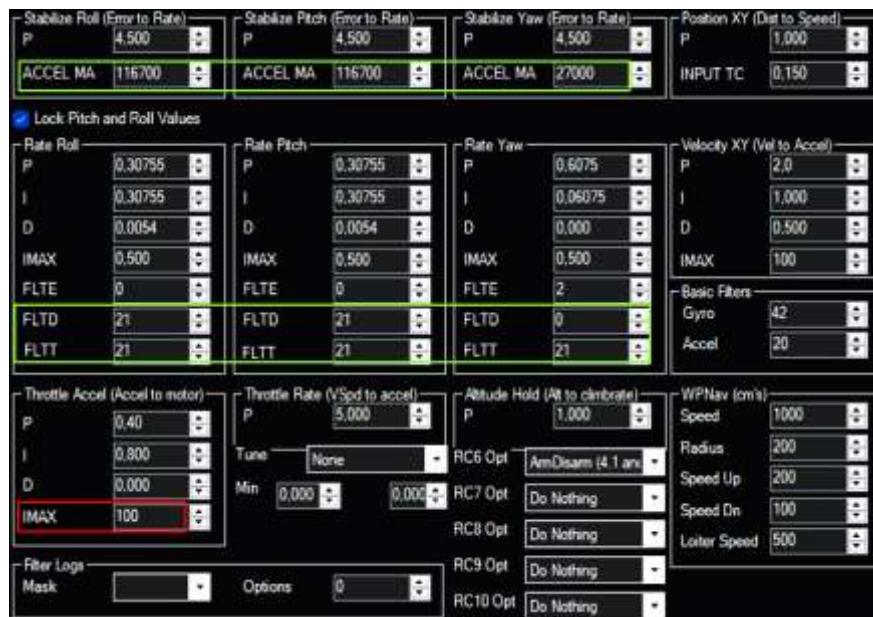 Stabilize Roll (Error to Rate)
P 4.500
ACCEL MA 116700
Stabilize Pitch (Error to Rate)
P 4.500
ACCEL MA 116700
Stabilize Yaw (Error to Rate)
P 4.500
ACCEL MA 27000
Position XY (Dist to Speed)
P 1.000
INPUT TC 0.150
Lock Pitch and Roll Values
Rate Roll
P 0.30755
I 0.30755
D 0.0054
IMAX 0.500
FLTE 0
FLTD 21
FLTT 21
Rate Pitch
P 0.30755
I 0.30755
D 0.0054
IMAX 0.500
FLTE 0
FLTD 21
FLTT 21
Rate Yaw
P 0.6075
I 0.06075
D 0.000
IMAX 0.500
FLTE 2
FLTD 0
FLTT 21
Velocity XY (Vel to Accel)
P 2.0
I 1.000
D 0.500
IMAX 100
Basic Filters
Gyro 42
Accel 20
Throttle Accel (Accel to motor)
P 0.40
I 0.800
D 0.000
IMAX 100
Throttle Rate (VSpd to accel)
P 5.000
Tune None
Min 0.000 0.000
Altitude Hold (Alt to climbrate)
P 1.000
RC6 Opt ArmDisarm (4.1 an
RC7 Opt Do Nothing
RC8 Opt Do Nothing
RC9 Opt Do Nothing
RC10 Opt Do Nothing
WPNav (cm's)
Speed 1000
Radius 200
Speed Up 200
Speed Dn 100
Loiter Speed 500
Filter Logs
Mask
Options 0